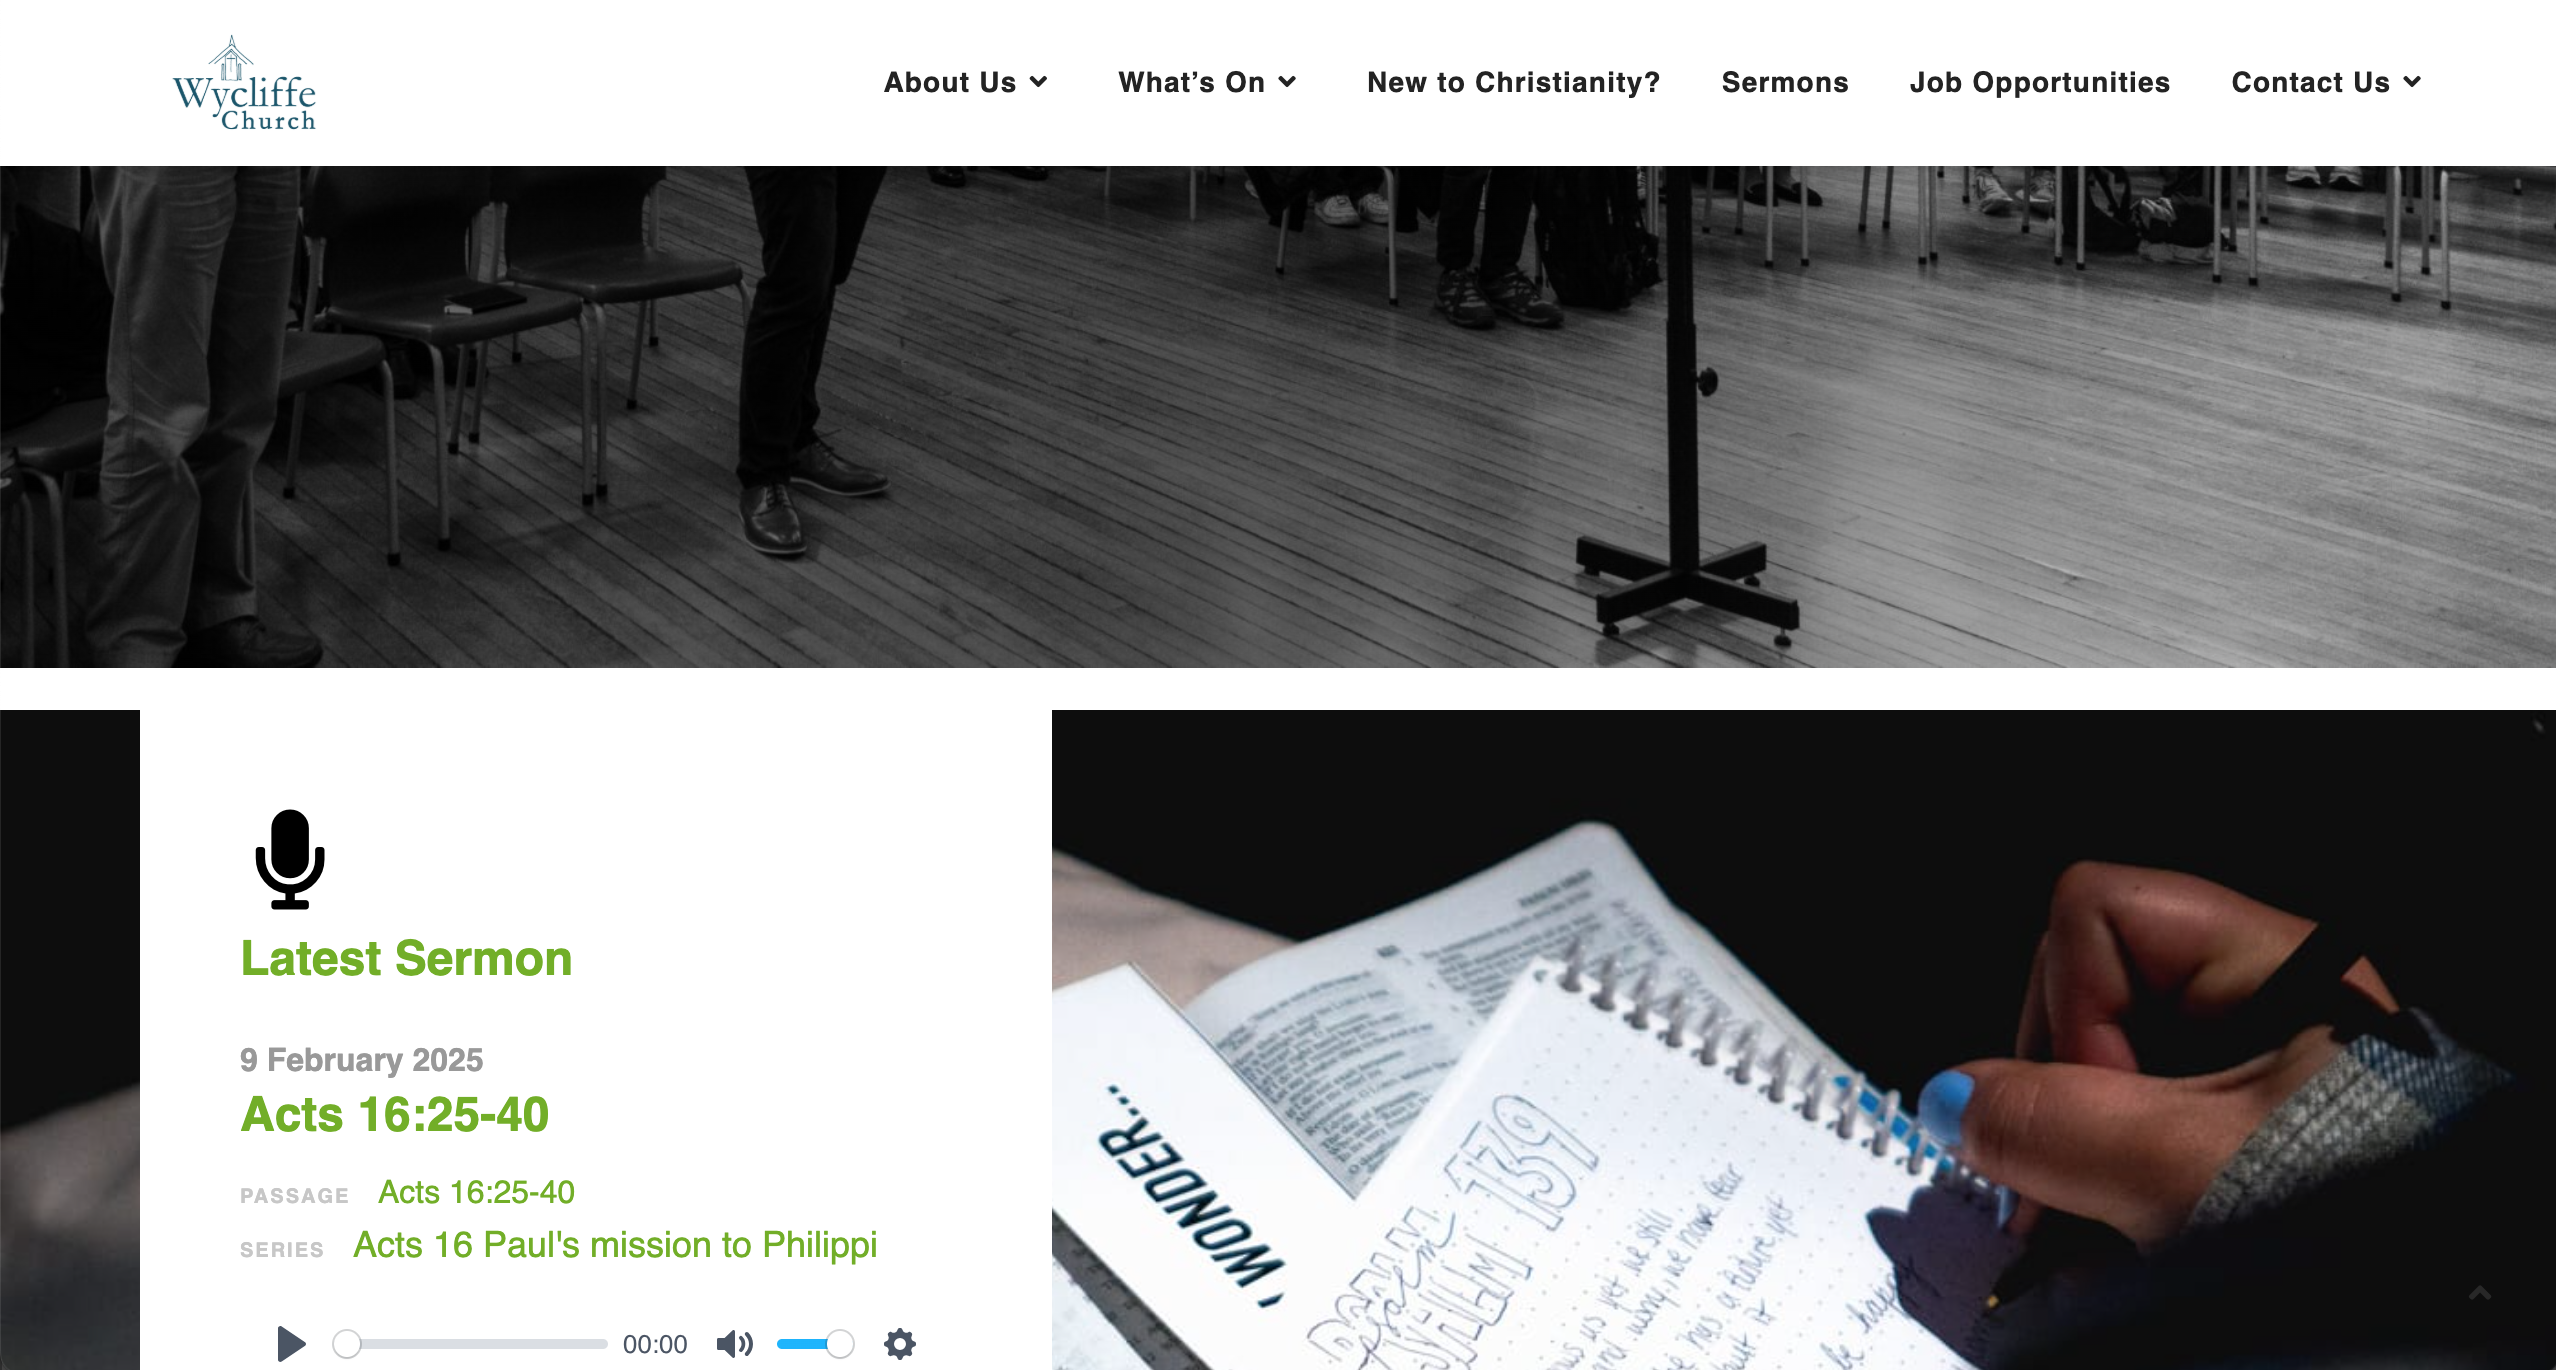 Wycliffe
Church
About Us
What’s On
New to Christianity?
Sermons
Job Opportunities
Contact Us
Latest Sermon
9 February 2025
Acts 16:25-40
PASSAGE Acts 16:25-40
SERIES Acts 16 Paul's mission to Philippi
00:00
WONDER...
PSALM 139